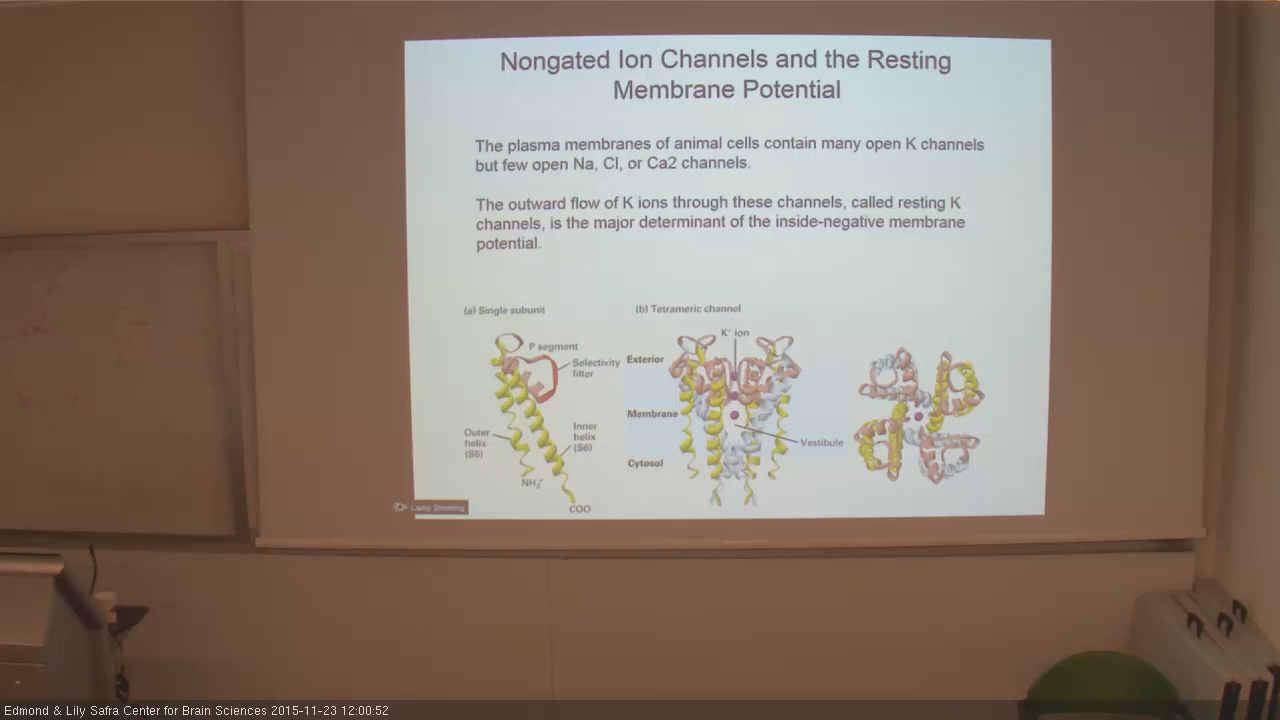 Nongated Ion Channels and the Resting
Membrane Potential
The plasma membranes of animal cells contain many open K channels
but few open Na, Cl, or Ca2 channels.
The outward flow of K ions through these channels, called resting K
channels, is the major determinant of the inside-negative membrane
potential.
(a) Single subunit
P segment
Selectivity
filter
Outer
helix
(S5)
Inner
helix
(S6)
NH₃⁺
COO⁻
(b) Tetrameric channel
K⁺ ion
Exterior
Membrane
Vestibule
Cytosol
Lamp Dimming
Edmond & Lily Safra Center for Brain Sciences 2015-11-23 12:00:52